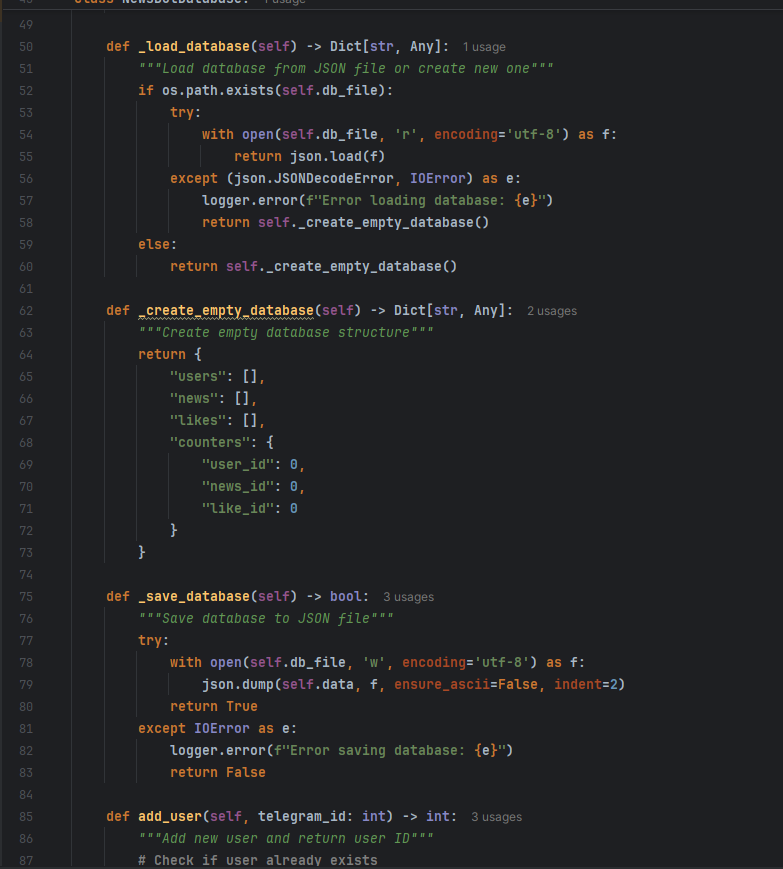 48 class NewsBotDatabase: 1 usage
49
50 def _load_database(self) -> Dict[str, Any]: 1 usage
51 """Load database from JSON file or create new one"""
52 if os.path.exists(self.db_file):
53 try:
54 with open(self.db_file, 'r', encoding='utf-8') as f:
55 return json.load(f)
56 except (json.JSONDecodeError, IOError) as e:
57 logger.error(f"Error loading database: {e}")
58 return self._create_empty_database()
59 else:
60 return self._create_empty_database()
61
62 def _create_empty_database(self) -> Dict[str, Any]: 2 usages
63 """Create empty database structure"""
64 return {
65 "users": [],
66 "news": [],
67 "likes": [],
68 "counters": {
69 "user_id": 0,
70 "news_id": 0,
71 "like_id": 0
72 }
73 }
74
75 def _save_database(self) -> bool: 3 usages
76 """Save database to JSON file"""
77 try:
78 with open(self.db_file, 'w', encoding='utf-8') as f:
79 json.dump(self.data, f, ensure_ascii=False, indent=2)
80 return True
81 except IOError as e:
82 logger.error(f"Error saving database: {e}")
83 return False
84
85 def add_user(self, telegram_id: int) -> int: 3 usages
86 """Add new user and return user ID"""
87 # Check if user already exists